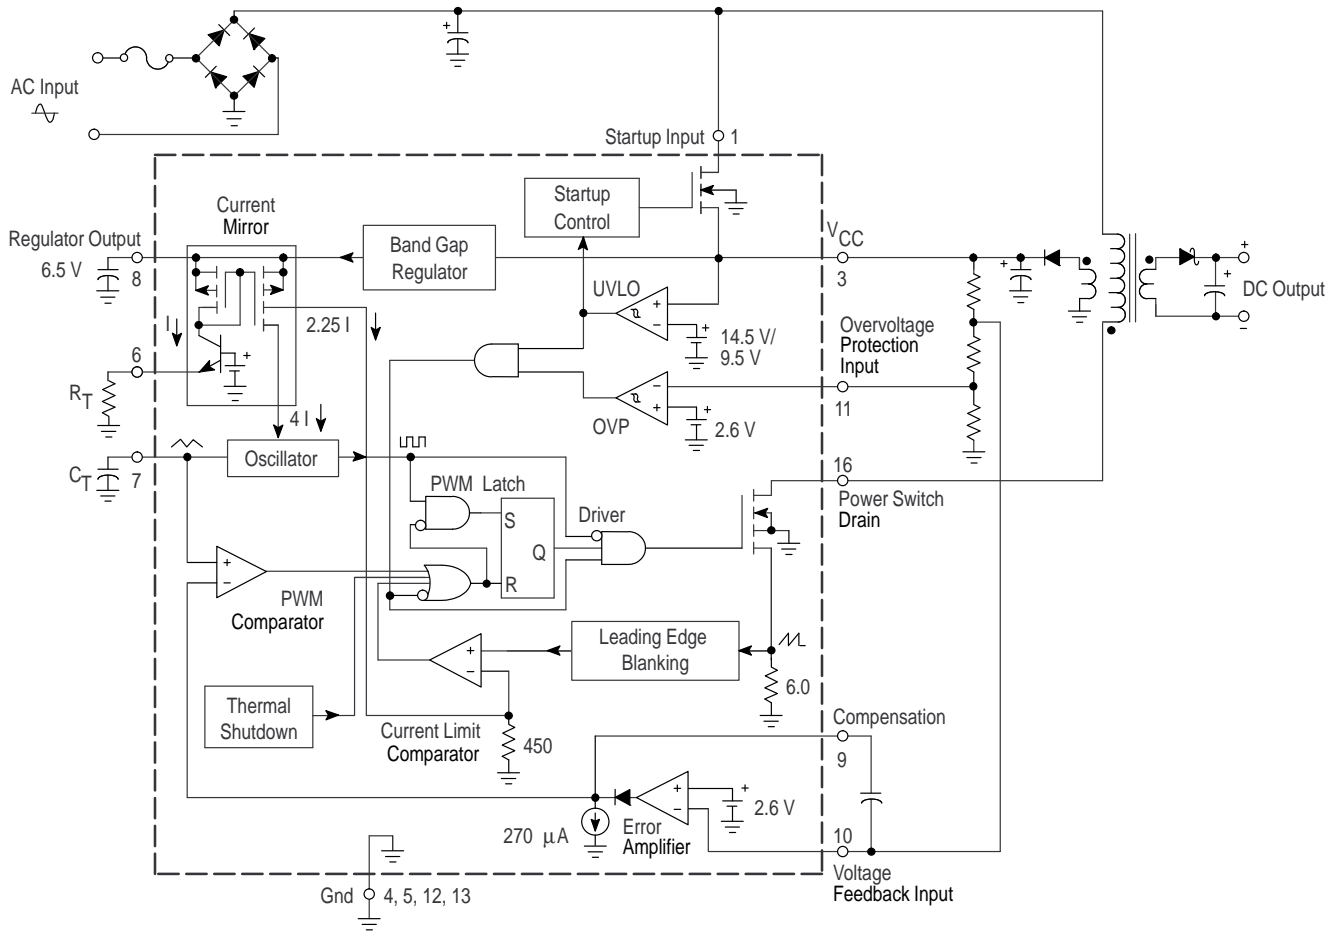 AC Input
Startup Input
1
Current
Mirror
Startup
Control
Regulator Output
6.5 V
8
Band Gap
Regulator
VCC
3
UVLO
14.5 V/
9.5 V
DC Output
+
−
I
2.25 I
Overvoltage
Protection
Input
11
6
RT
4 I
OVP
2.6 V
CT
7
Oscillator
PWM Latch
S
Q
R
Driver
16
Power Switch
Drain
PWM
Comparator
Leading Edge
Blanking
6.0
Thermal
Shutdown
Current Limit
Comparator
450
Compensation
9
270 μA
Error
Amplifier
2.6 V
10
Voltage
Feedback Input
Gnd
4, 5, 12, 13